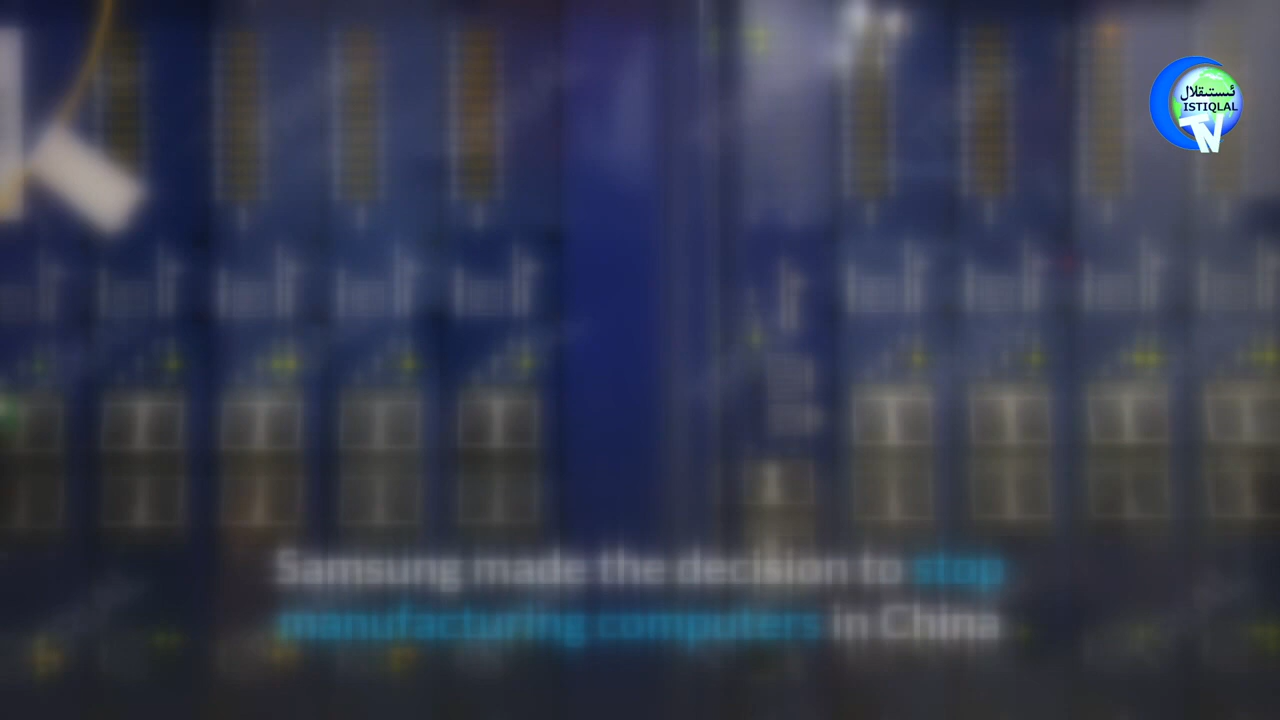 ئىستىقلال
ISTIQLAL
TV
Samsung made the decision to stop
manufacturing computers in China